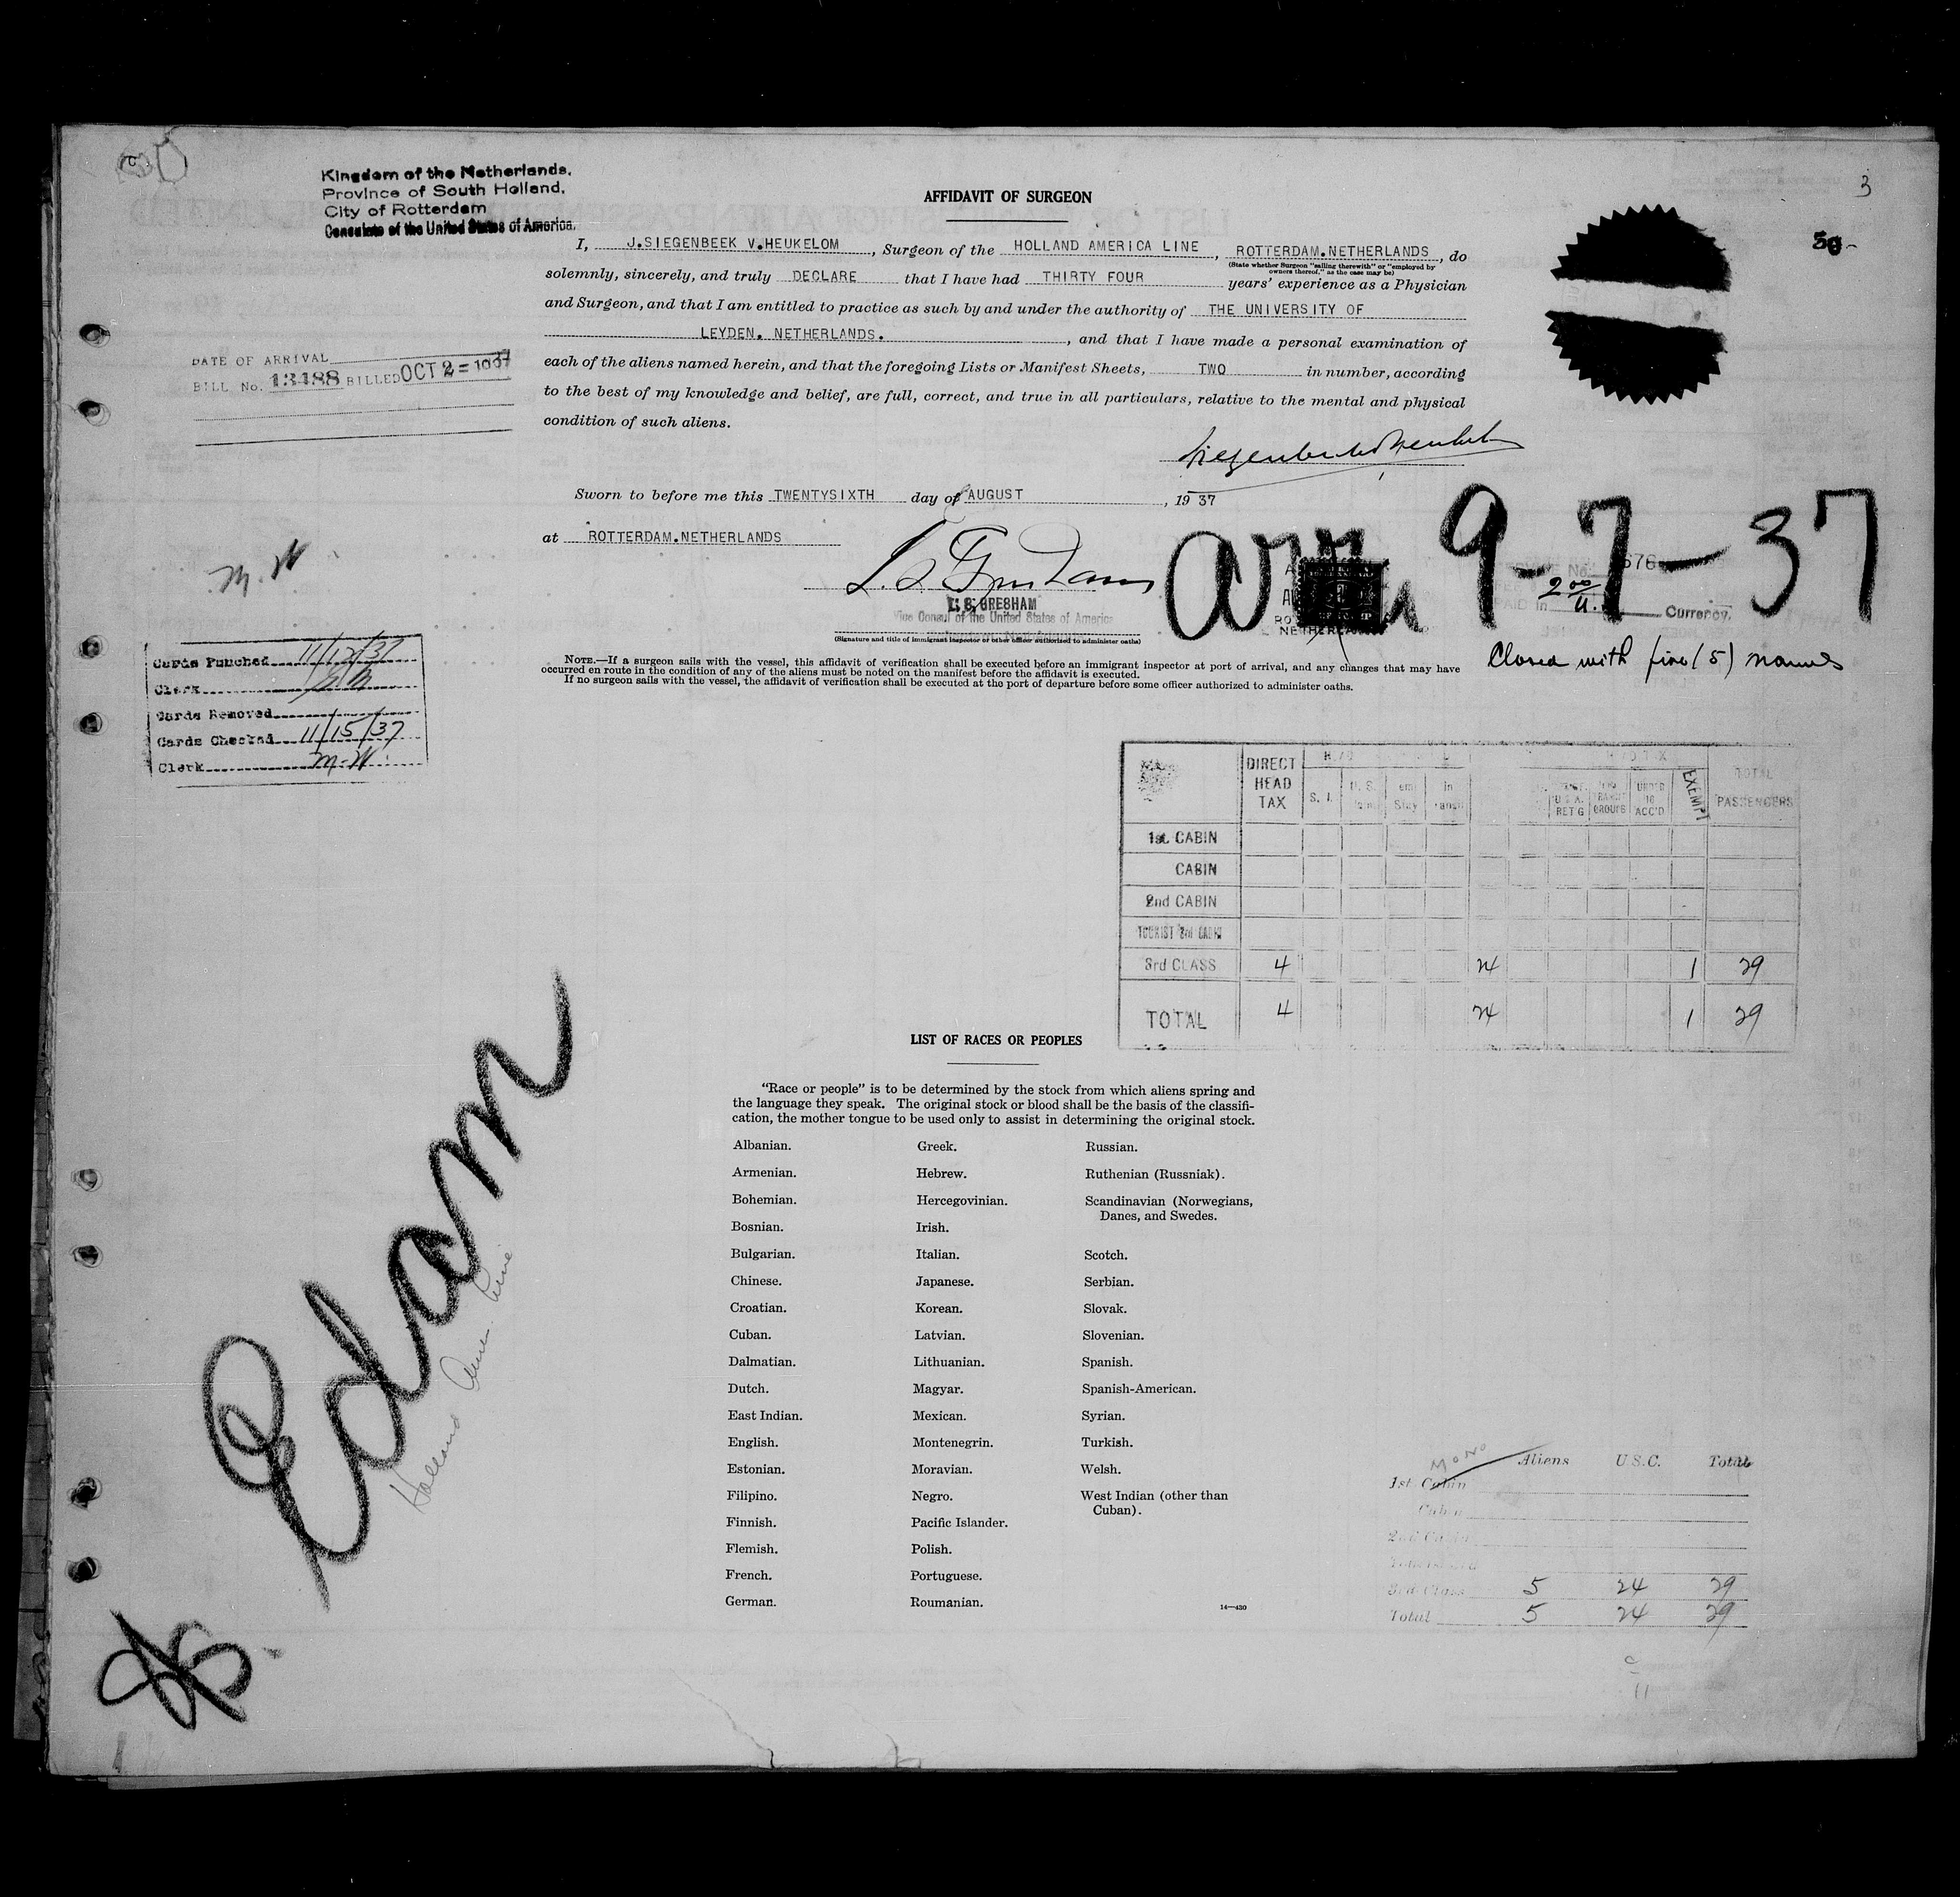 3
Kingdom of the Netherlands.
Province of South Holland.
City of Rotterdam
Consulate of the United States of America.
AFFIDAVIT OF SURGEON
50-
I, J.SIEGENBEEK V.HEUKELOM, Surgeon of the HOLLAND AMERICA LINE, ROTTERDAM.NETHERLANDS, do
(State whether Surgeon "sailing therewith" or "employed by
owners thereof," as the case may be)
solemnly, sincerely, and truly DECLARE that I have had THIRTY FOUR years' experience as a Physician
and Surgeon, and that I am entitled to practice as such by and under the authority of THE UNIVERSITY OF
LEYDEN. NETHERLANDS., and that I have made a personal examination of
each of the aliens named herein, and that the foregoing Lists or Manifest Sheets, TWO in number, according
to the best of my knowledge and belief, are full, correct, and true in all particulars, relative to the mental and physical
condition of such aliens.
DATE OF ARRIVAL
BILL No. 13488 BILLED OCT 2 = 1937
Sworn to before me this TWENTYSIXTH day of AUGUST, 1937
at ROTTERDAM.NETHERLANDS
Arr 9-7-37
2 00
Currency.
L. S. GRESHAM
Vice Consul of the United States of America
(Signature and title of immigrant inspector or other officer authorized to administer oaths)
M.W
NOTE.—If a surgeon sails with the vessel, this affidavit of verification shall be executed before an immigrant inspector at port of arrival, and any changes that may have
occurred en route in the condition of any of the aliens must be noted on the manifest before the affidavit is executed.
If no surgeon sails with the vessel, the affidavit of verification shall be executed at the port of departure before some officer authorized to administer oaths.
Closed with five (5) names
Cards Punched 11/12/37
Clerk
Cards Removed
Cards Checked 11/15/37
Clerk M.W
DIRECT HEAD TAX S. I. EXEMPT TOTAL PASSENGERS
RET'G GROUPS UNDER 16 ACC'D
1st. CABIN
CABIN
2nd CABIN
TOURIST 3rd CABIN
3rd CLASS 4 24 1 29
TOTAL 4 24 1 29
LIST OF RACES OR PEOPLES
"Race or people" is to be determined by the stock from which aliens spring and
the language they speak. The original stock or blood shall be the basis of the classifi-
cation, the mother tongue to be used only to assist in determining the original stock.
Albanian.
Armenian.
Bohemian.
Bosnian.
Bulgarian.
Chinese.
Croatian.
Cuban.
Dalmatian.
Dutch.
East Indian.
English.
Estonian.
Filipino.
Finnish.
Flemish.
French.
German.
Greek.
Hebrew.
Hercegovinian.
Irish.
Italian.
Japanese.
Korean.
Latvian.
Lithuanian.
Magyar.
Mexican.
Montenegrin.
Moravian.
Negro.
Pacific Islander.
Polish.
Portuguese.
Roumanian.
Russian.
Ruthenian (Russniak).
Scandinavian (Norwegians,
Danes, and Swedes.
Scotch.
Serbian.
Slovak.
Slovenian.
Spanish.
Spanish-American.
Syrian.
Turkish.
Welsh.
West Indian (other than
Cuban).
14—430
Edam
Holland Amer. Line
Aliens U.S.C. Total
1st Cabin
Cabin
2nd Cabin
3rd Class 5 24 29
Total 5 24 29